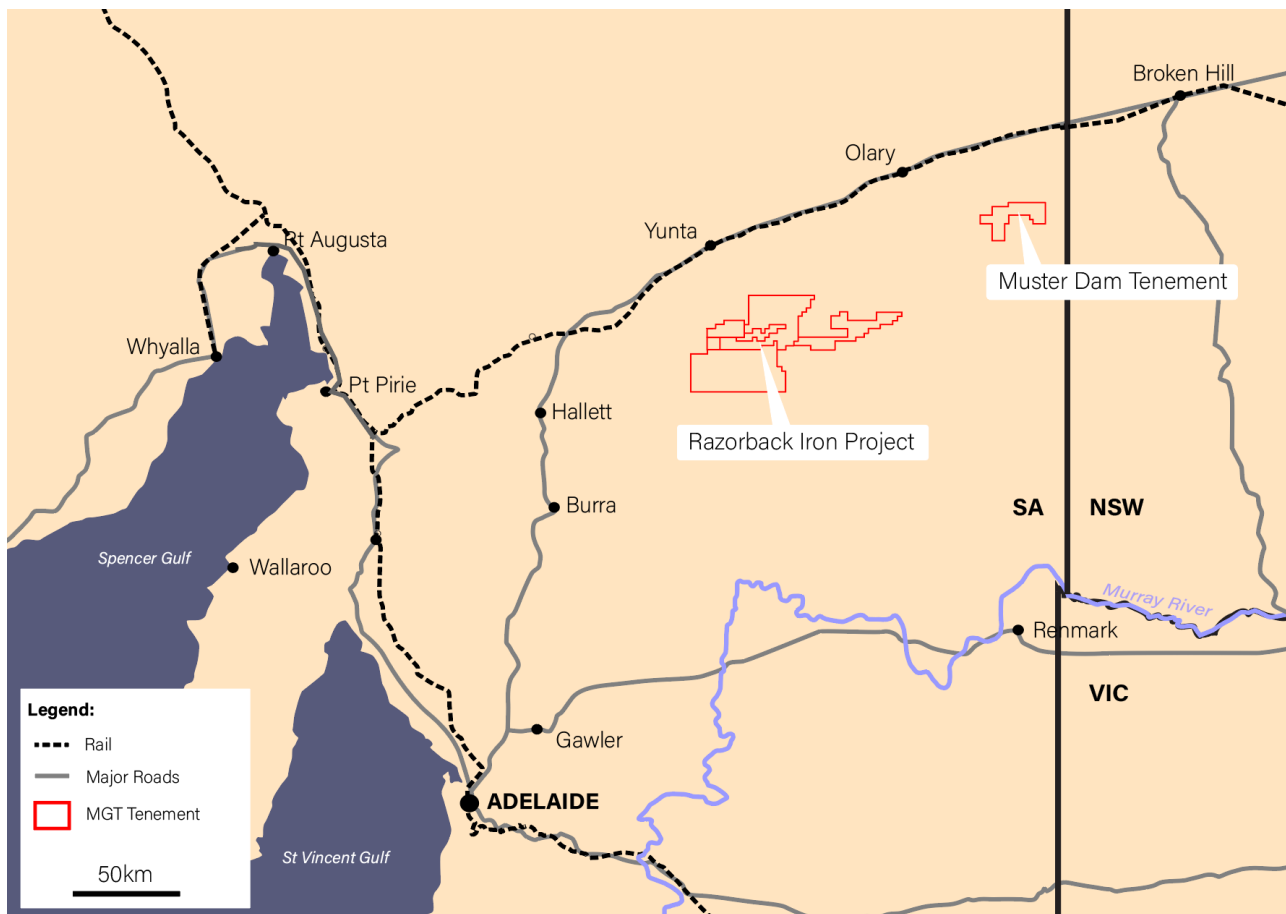 Broken Hill
Olary
Yunta
Pt Augusta
Muster Dam Tenement
Whyalla
Pt Pirie
Hallett
Razorback Iron Project
Burra
SA
NSW
Spencer Gulf
Wallaroo
Murray River
Renmark
VIC
Legend:
Rail
Major Roads
MGT Tenement
50km
Gawler
ADELAIDE
St Vincent Gulf